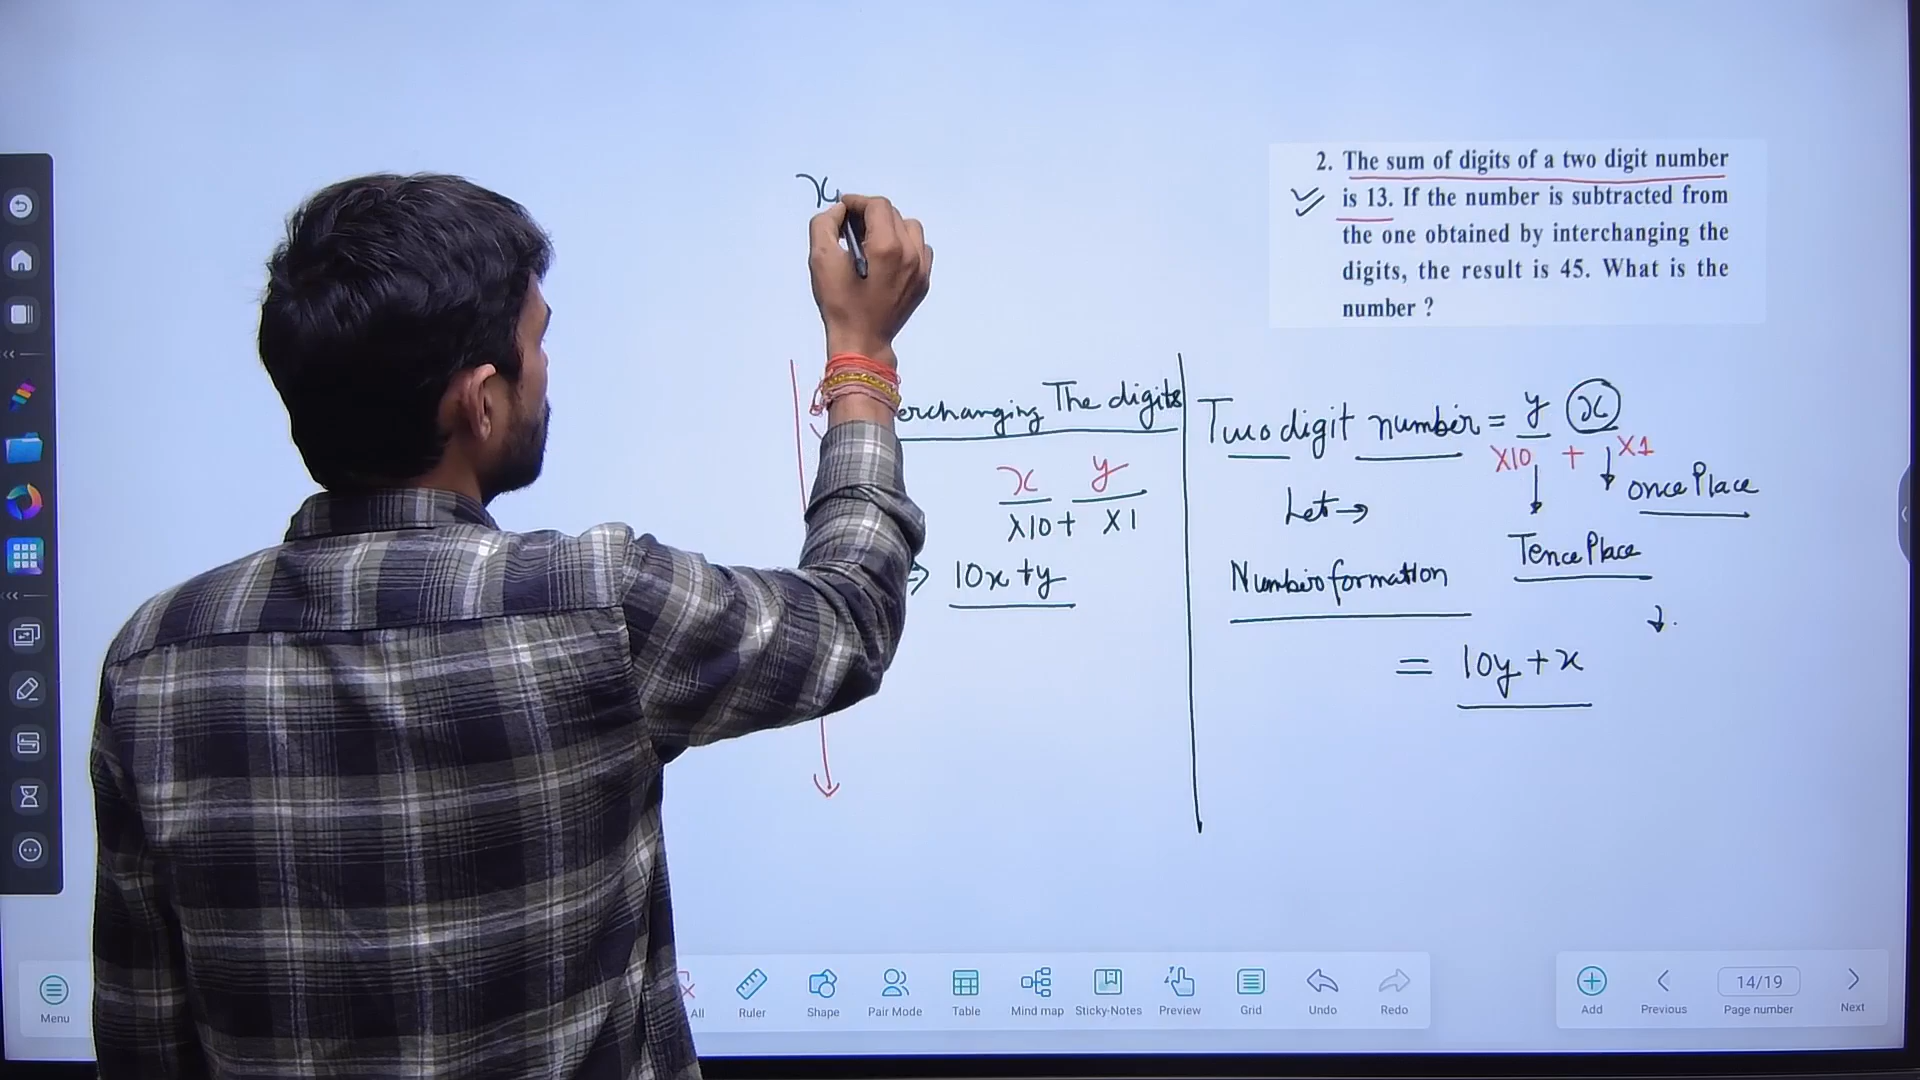 x
2. The sum of digits of a two digit number
is 13. If the number is subtracted from
the one obtained by interchanging the
digits, the result is 45. What is the
number ?
erchanging The digits
x y
X10 + X1
⇒ 10x+y
Two digit number = y x
X10 + X1
Let →
once Place
Tence Place
Number formation
= 10y + x
All
Ruler
Shape
Pair Mode
Table
Mind map
Sticky-Notes
Preview
Grid
Undo
Redo
Menu
Add
Previous
14/19
Page number
Next